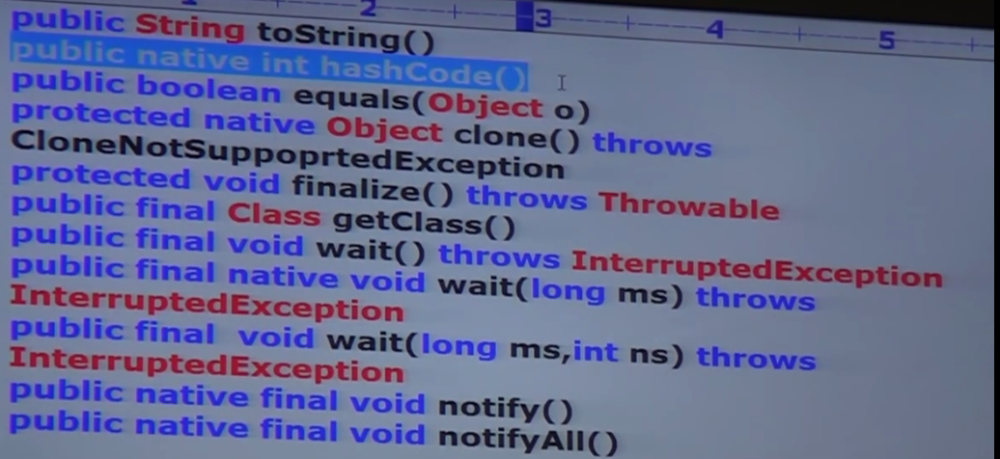 2 3 4 5
public String toString()
public native int hashCode()
public boolean equals(Object o)
protected native Object clone() throws
CloneNotSuppoprtedException
protected void finalize() throws Throwable
public final Class getClass()
public final void wait() throws InterruptedException
public final native void wait(long ms) throws
InterruptedException
public final void wait(long ms,int ns) throws
InterruptedException
public native final void notify()
public native final void notifyAll()